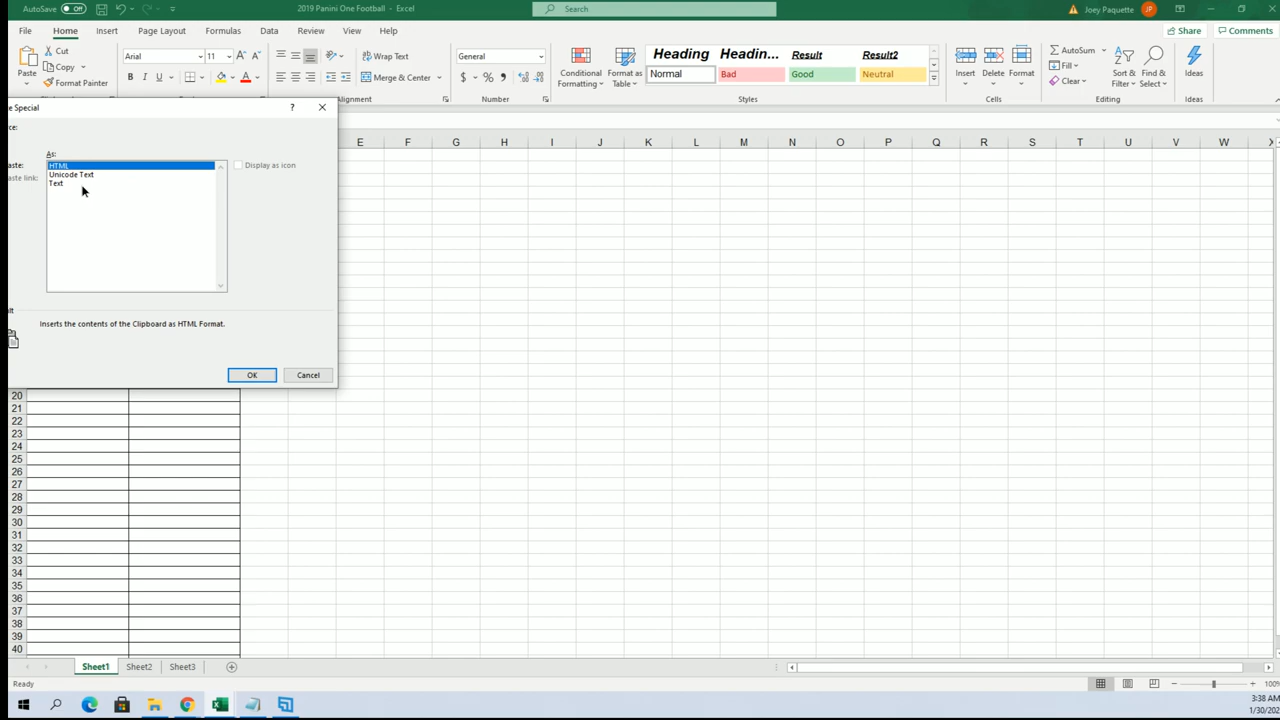 AutoSave Off 2019 Panini One Football - Excel Search Joey Paquette JP
File Home Insert Page Layout Formulas Data Review View Help Share Comments
Cut
Copy
Format Painter
Paste
Arial 11
B I U A
Wrap Text
Merge & Center
Alignment
General
$ % ,
Number
Conditional Formatting
Format as Table
Heading Headin... Result Result2
Normal Bad Good Neutral
Styles
Insert Delete Format
Cells
AutoSum
Fill
Clear
Sort & Filter
Find & Select
Editing
Ideas
Ideas
e Special ? ×
rce:
As:
aste:
aste link:
HTML
Unicode Text
Text
Display as icon
lt
Inserts the contents of the Clipboard as HTML Format.
OK Cancel
E F G H I J K L M N O P Q R S T U V W X
20
21
22
23
24
25
26
27
28
29
30
31
32
33
34
35
36
37
38
39
40
Sheet1 Sheet2 Sheet3
Ready 100%
3:38 AM
1/30/202